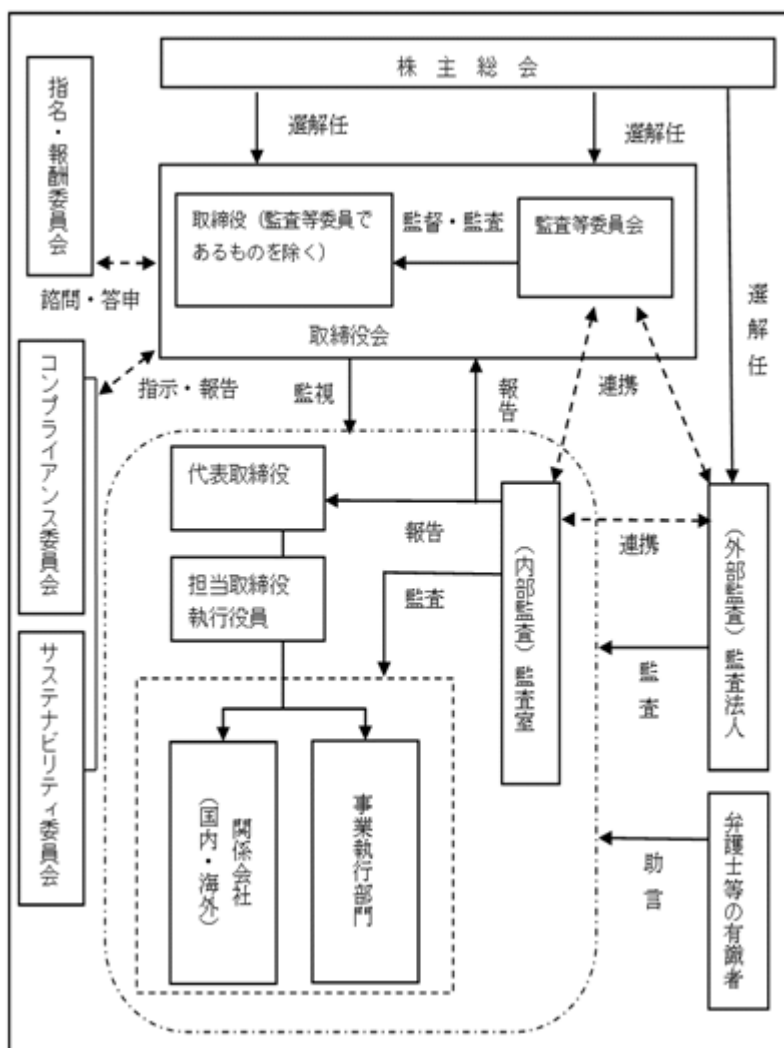 株主総会
指名・報酬委員会
選解任
選解任
取締役（監査等委員で
あるものを除く）
監督・監査
監査等委員会
諮問・答申
取締役会
選解任
コンプライアンス委員会
指示・報告
監視
報告
連携
代表取締役
報告
（内部監査）監査室
連携
（外部監査）監査法人
担当取締役
執行役員
監査
監査
サステナビリティ委員会
関係会社
（国内・海外）
事業執行部門
助言
弁護士等の有識者